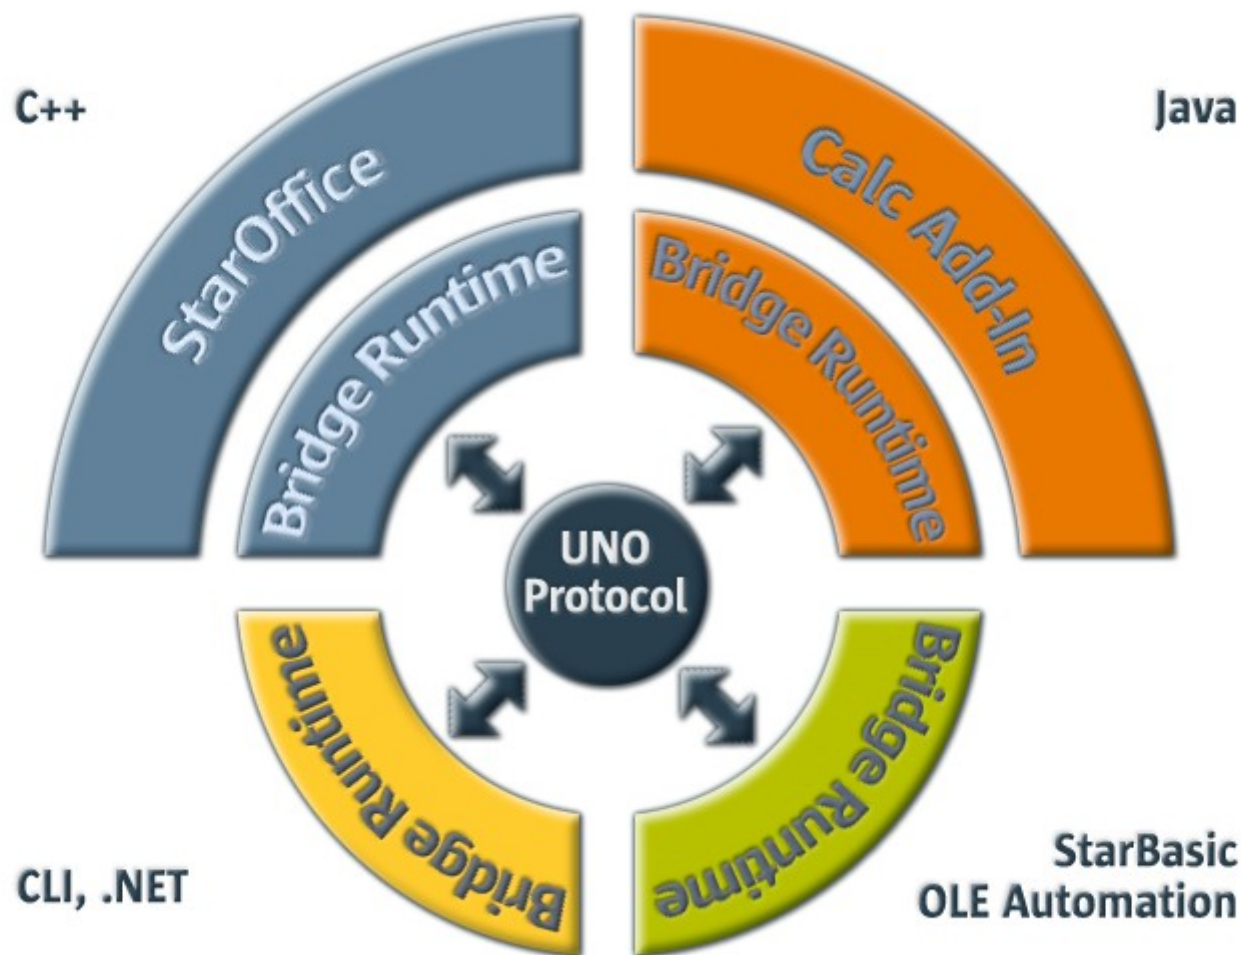 C++
Java
StarOffice
Calc Add-In
Bridge Runtime
Bridge Runtime
UNO
Protocol
Bridge Runtime
Bridge Runtime
CLI, .NET
StarBasic
OLE Automation